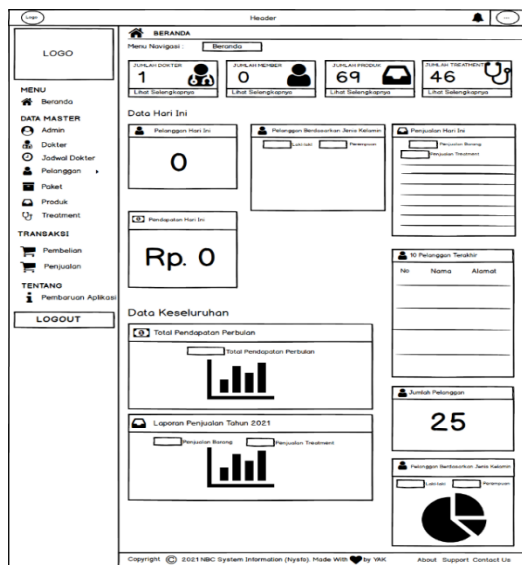 Logo
Header
LOGO
MENU
Beranda
DATA MASTER
Admin
Dokter
Jadwal Dokter
Pelanggan
Paket
Produk
Treatment
TRANSAKSI
Pembelian
Penjualan
TENTANG
Pembaruan Aplikasi
LOGOUT
BERANDA
Menu Navigasi : Beranda
JUMLAH DOKTER
1
Lihat Selengkapnya
JUMLAH MEMBER
0
Lihat Selengkapnya
JUMLAH PRODUK
69
Lihat Selengkapnya
JUMLAH TREATMENT
46
Lihat Selengkapnya
Data Hari Ini
Pelanggan Hari Ini
0
Pelanggan Berdasarkan Jenis Kelamin
Laki-laki
Perempuan
Penjualan Hari Ini
Penjualan Barang
Penjualan Treatment
Pendapatan Hari Ini
Rp. 0
10 Pelanggan Terakhir
No Nama Alamat
Data Keseluruhan
Total Pendapatan Perbulan
Total Pendapatan Perbulan
Jumlah Pelanggan
25
Laporan Penjualan Tahun 2021
Penjualan Barang
Penjualan Treatment
Pelanggan Berdasarkan Jenis Kelamin
Laki-laki
Perempuan
Copyright © 2021 NBC System Information (Nysfa). Made With ♥ by YAK
About Support Contact Us